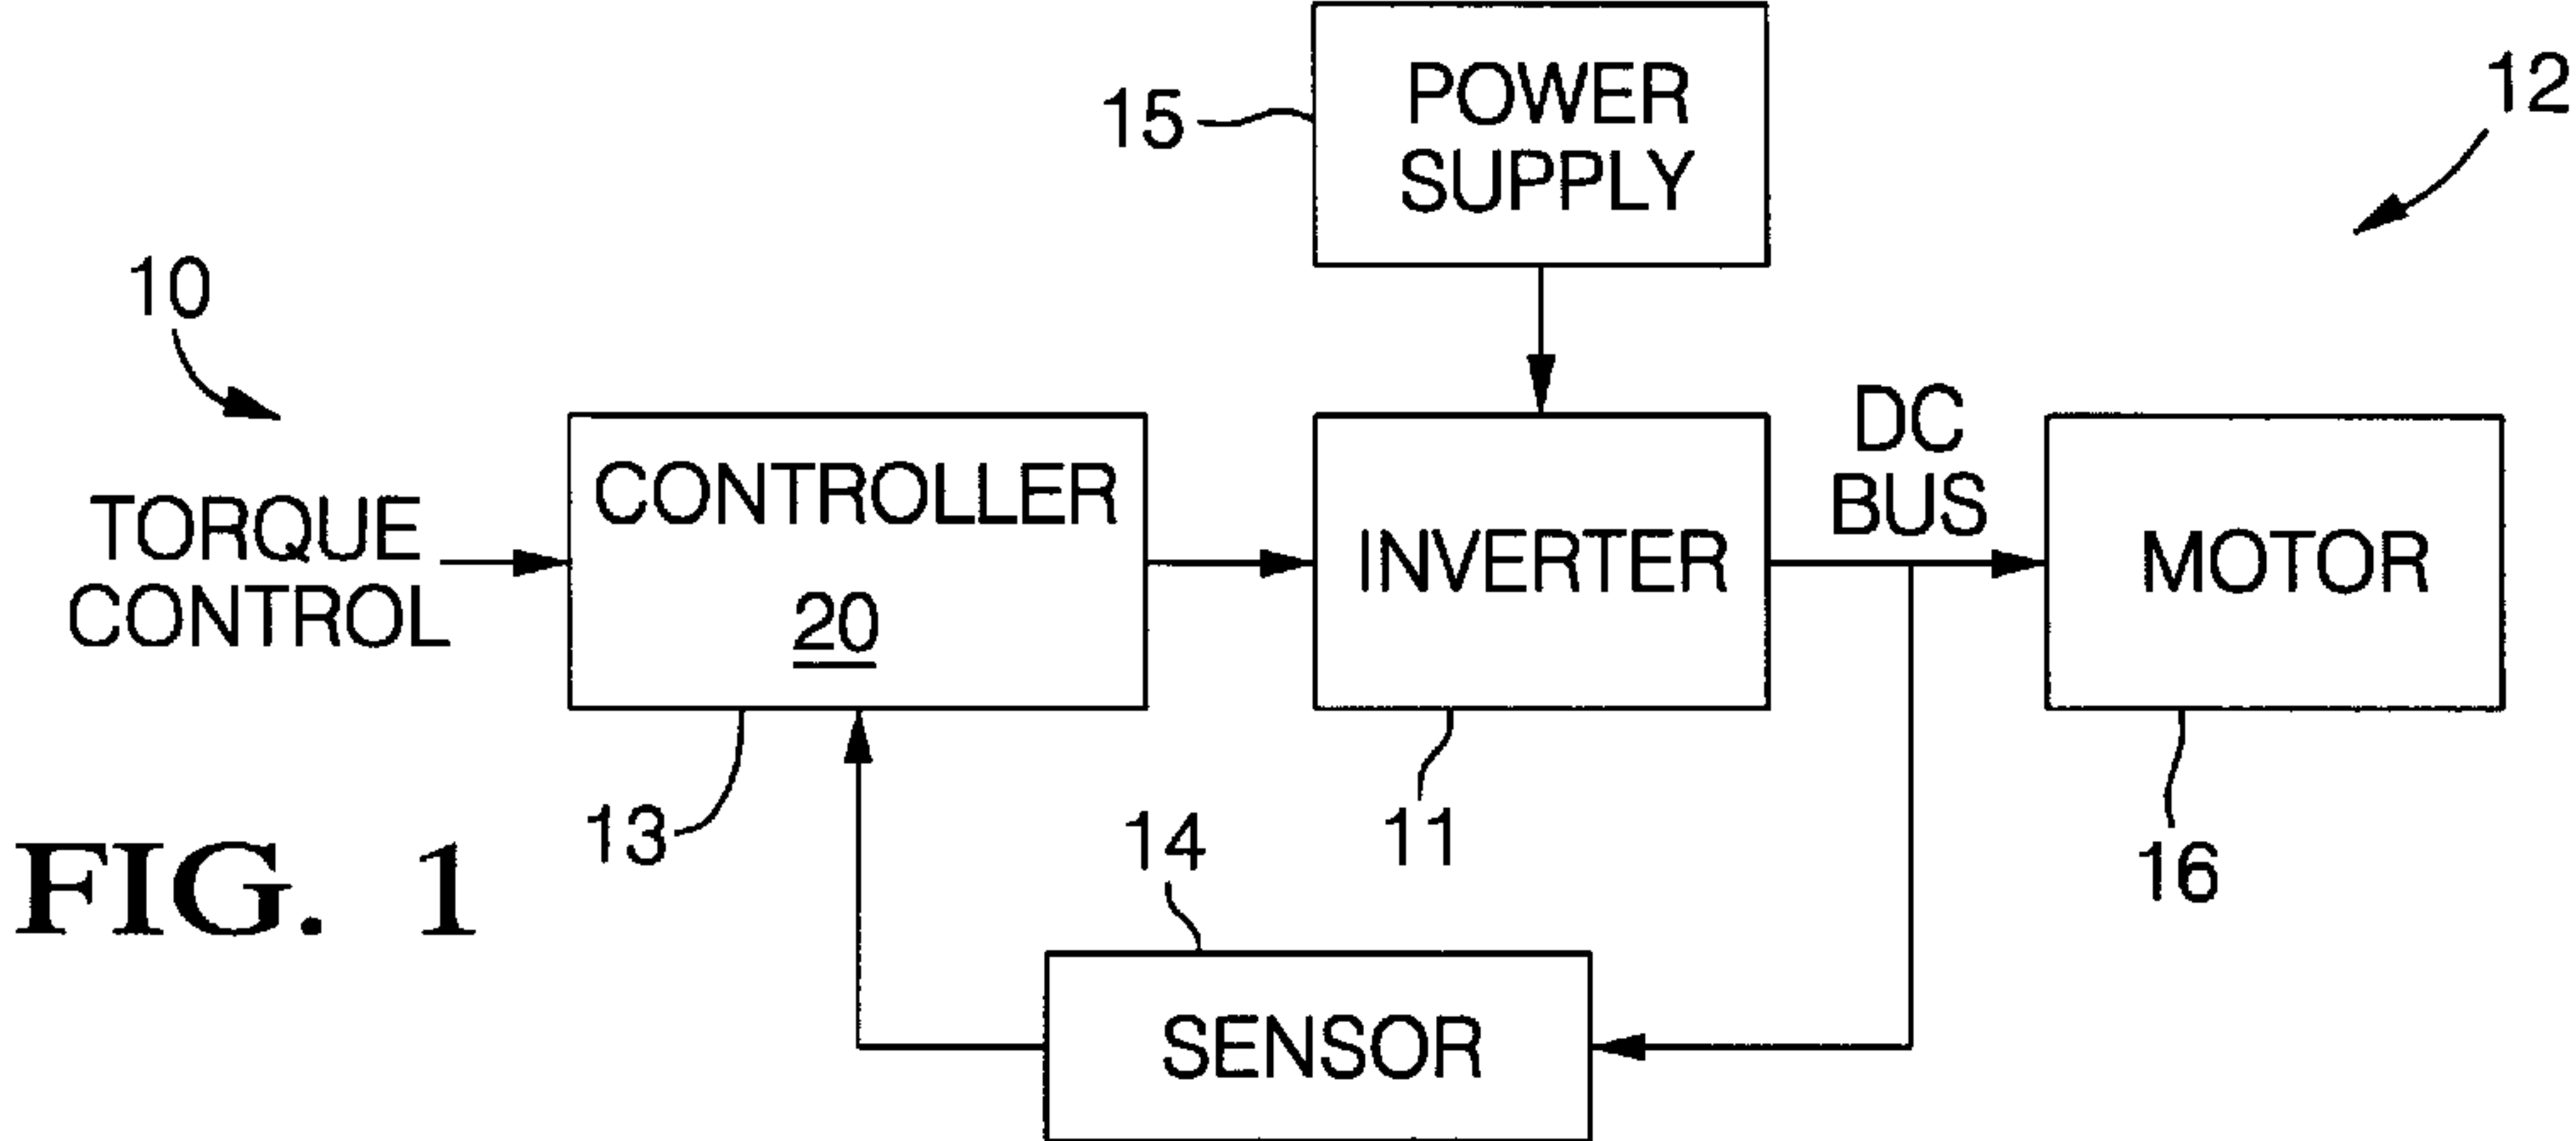 POWER
SUPPLY
15
12
10
TORQUE
CONTROL
CONTROLLER
20
13
INVERTER
11
DC
BUS
MOTOR
16
14
SENSOR
FIG. 1